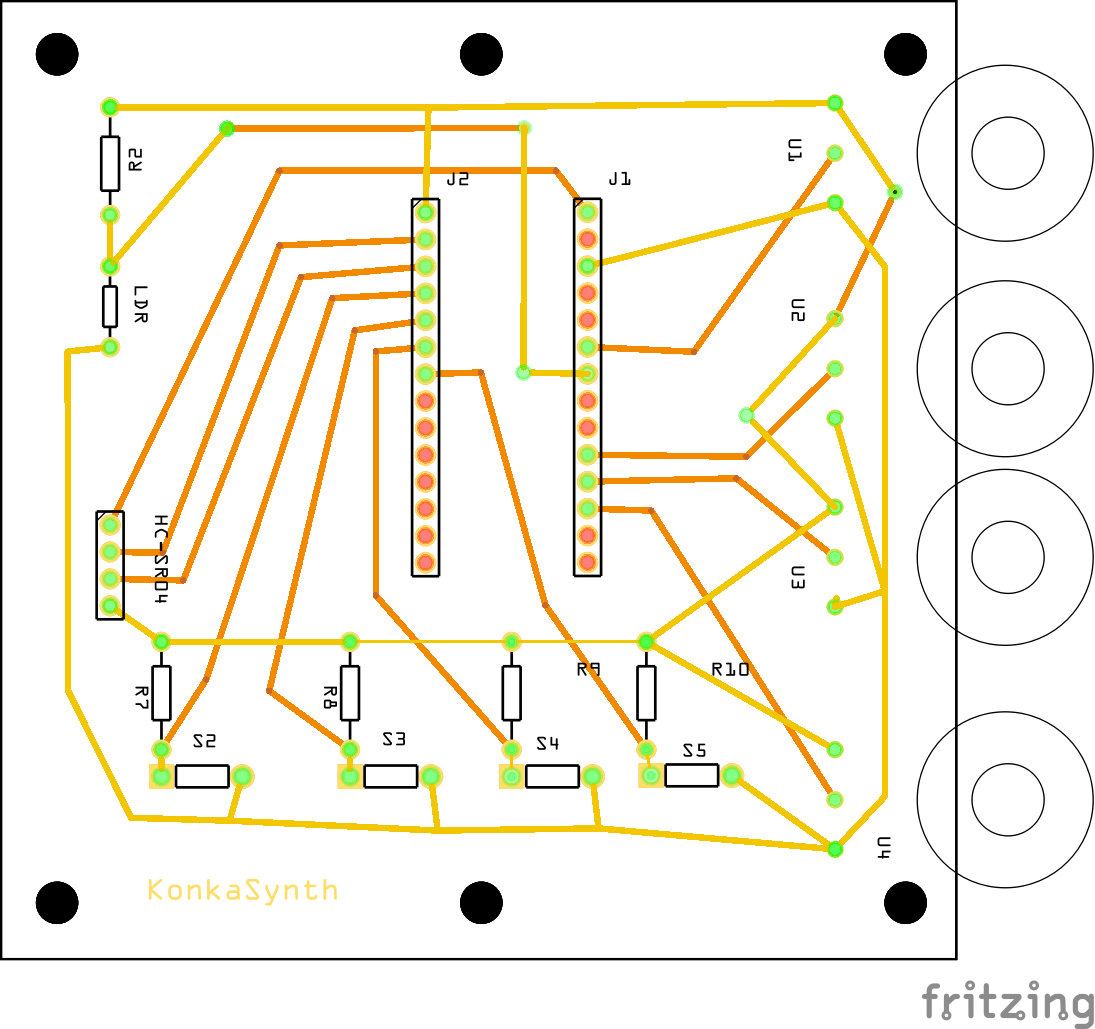 U1
R2
J2
J1
LDR
U2
HC-SR04
U3
R7
R8
R9
R10
S2
S3
S4
S5
U4
KonkaSynth
fritzing